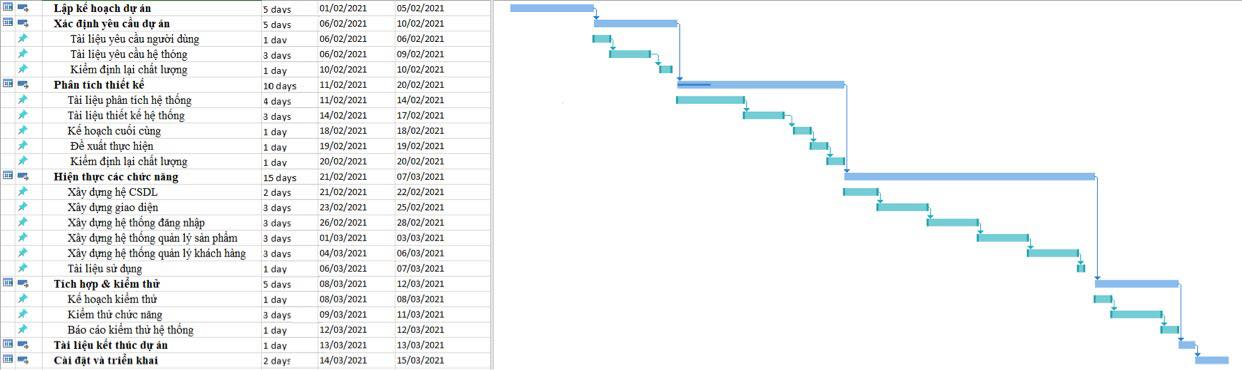 Lập kế hoạch dự án 5 days 01/02/2021 05/02/2021
Xác định yêu cầu dự án 5 days 06/02/2021 10/02/2021
Tài liệu yêu cầu người dùng 1 day 06/02/2021 06/02/2021
Tài liệu yêu cầu hệ thống 3 days 06/02/2021 09/02/2021
Kiểm định lại chất lượng 1 day 10/02/2021 10/02/2021
Phân tích thiết kế 10 days 11/02/2021 20/02/2021
Tài liệu phân tích hệ thống 4 days 11/02/2021 14/02/2021
Tài liệu thiết kế hệ thống 3 days 14/02/2021 17/02/2021
Kế hoạch cuối cùng 1 day 18/02/2021 18/02/2021
Đề xuất thực hiện 1 day 19/02/2021 19/02/2021
Kiểm định lại chất lượng 1 day 20/02/2021 20/02/2021
Hiện thực các chức năng 15 days 21/02/2021 07/03/2021
Xây dựng hệ CSDL 2 days 21/02/2021 22/02/2021
Xây dựng giao diện 3 days 23/02/2021 25/02/2021
Xây dựng hệ thống đăng nhập 3 days 26/02/2021 28/02/2021
Xây dựng hệ thống quản lý sản phẩm 3 days 01/03/2021 03/03/2021
Xây dựng hệ thống quản lý khách hàng 3 days 04/03/2021 06/03/2021
Tài liệu sử dụng 1 day 06/03/2021 07/03/2021
Tích hợp & kiểm thử 5 days 08/03/2021 12/03/2021
Kế hoạch kiểm thử 1 day 08/03/2021 08/03/2021
Kiểm thử chức năng 3 days 09/03/2021 11/03/2021
Báo cáo kiểm thử hệ thống 1 day 12/03/2021 12/03/2021
Tài liệu kết thúc dự án 1 day 13/03/2021 13/03/2021
Cài đặt và triển khai 2 days 14/03/2021 15/03/2021